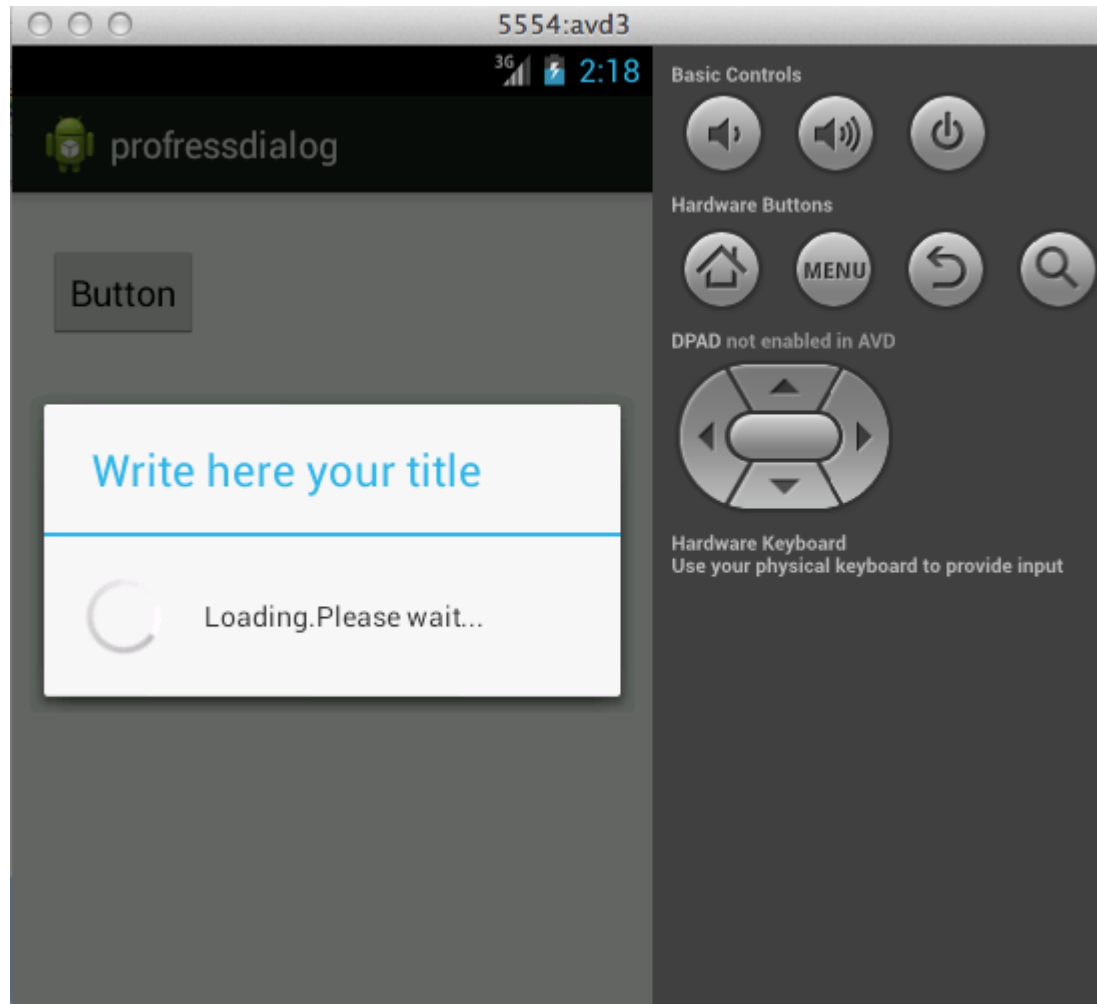 5554:avd3
3G 2:18
profressdialog
Button
Write here your title
Loading.Please wait...
Basic Controls
Hardware Buttons
MENU
DPAD not enabled in AVD
Hardware Keyboard
Use your physical keyboard to provide input